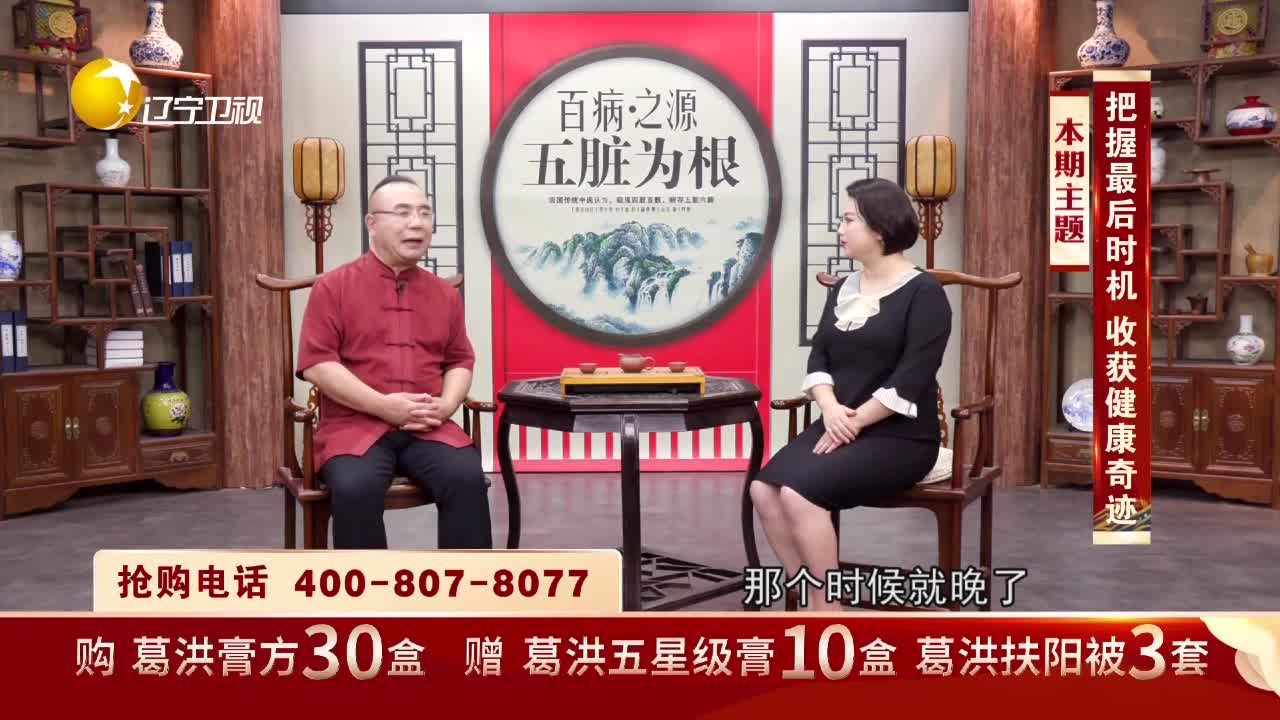 辽宁卫视
百病·之源
五脏为根
本期主题
把握最后时机 收获健康奇迹
抢购电话 400-807-8077
那个时候就晚了
购 葛洪膏方30盒 赠 葛洪五星级膏10盒 葛洪扶阳被3套